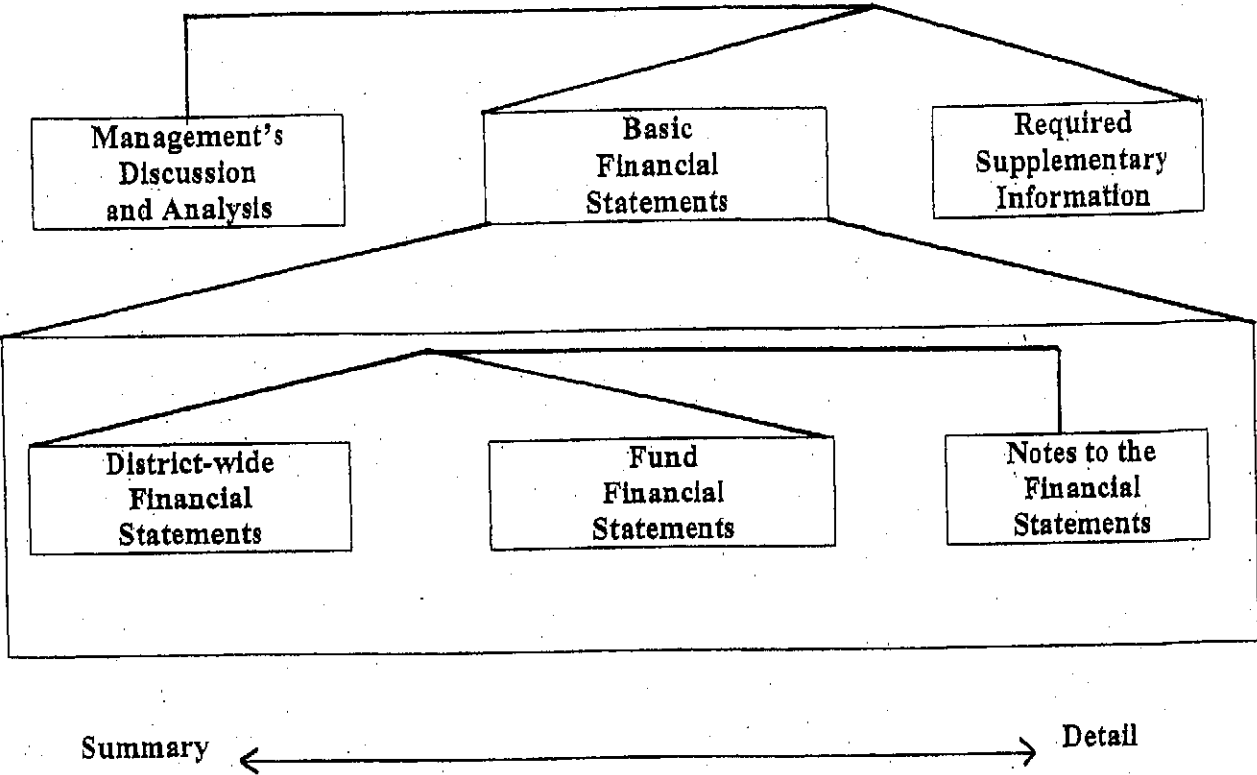 Management's
Discussion
and Analysis
Basic
Financial
Statements
Required
Supplementary
Information
District-wide
Financial
Statements
Fund
Financial
Statements
Notes to the
Financial
Statements
Summary
Detail